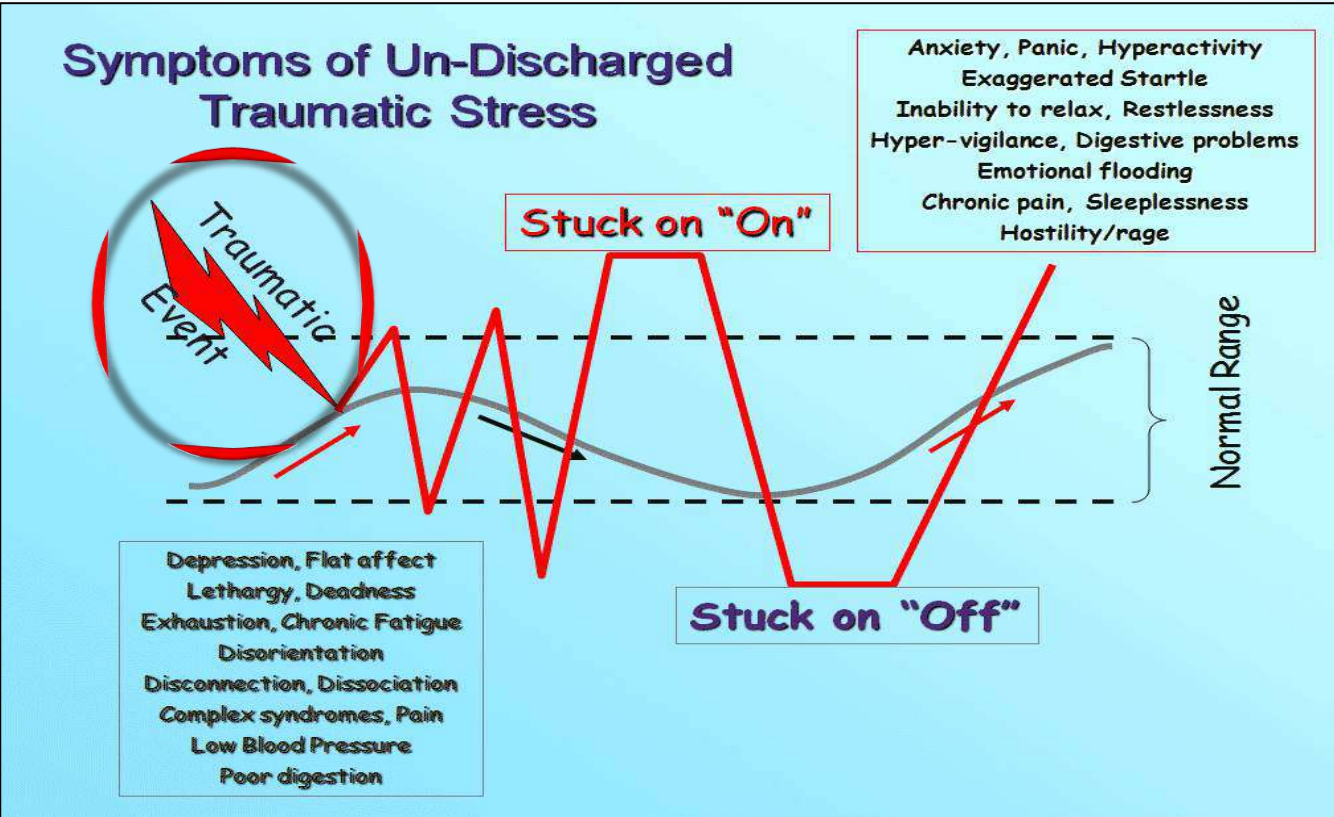 Symptoms of Un-Discharged
Traumatic Stress
Anxiety, Panic, Hyperactivity
Exaggerated Startle
Inability to relax, Restlessness
Hyper-vigilance, Digestive problems
Emotional flooding
Chronic pain, Sleeplessness
Hostility/rage
Traumatic
Event
Stuck on “On”
Normal Range
Depression, Flat affect
Lethargy, Deadness
Exhaustion, Chronic Fatigue
Disorientation
Disconnection, Dissociation
Complex syndromes, Pain
Low Blood Pressure
Poor digestion
Stuck on “Off”